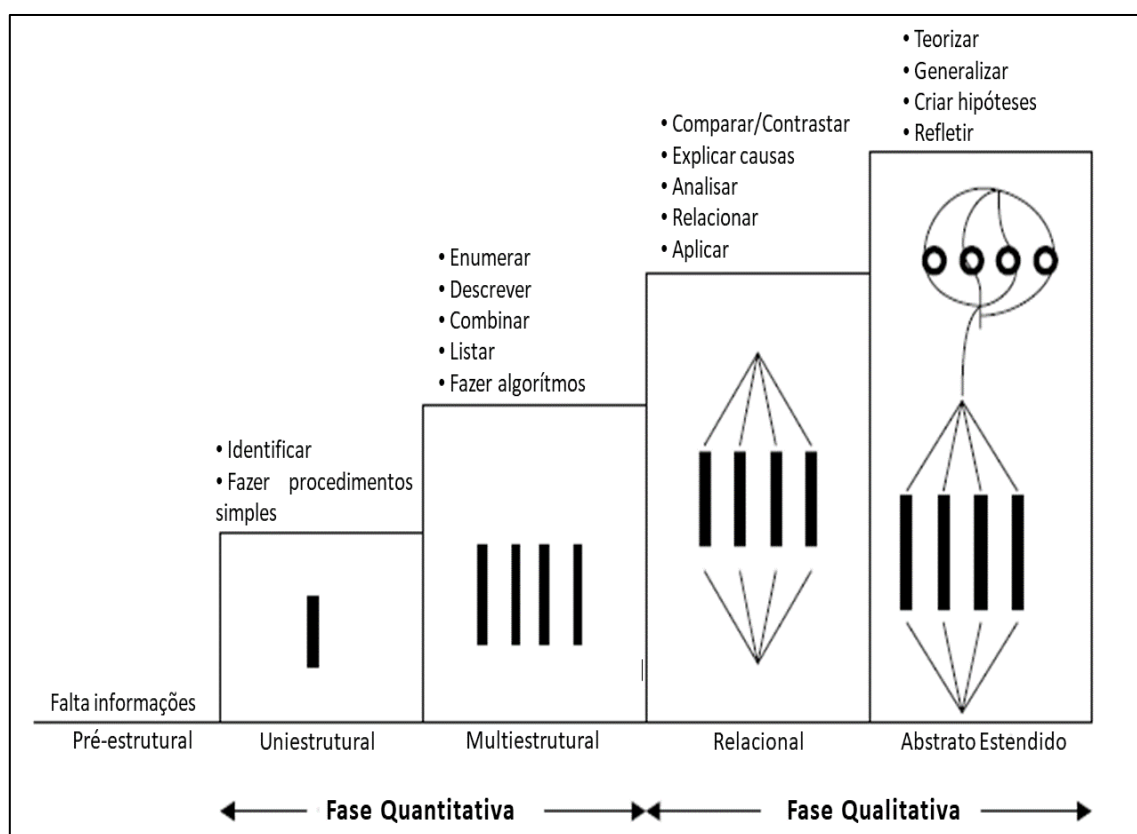 • Teorizar
• Generalizar
• Criar hipóteses
• Refletir
• Comparar/Contrastar
• Explicar causas
• Analisar
• Relacionar
• Aplicar
• Enumerar
• Descrever
• Combinar
• Listar
• Fazer algorítmos
• Identificar
• Fazer procedimentos
simples
Falta informações
Pré-estrutural
Uniestrutural
Multiestrutural
Relacional
Abstrato Estendido
Fase Quantitativa
Fase Qualitativa